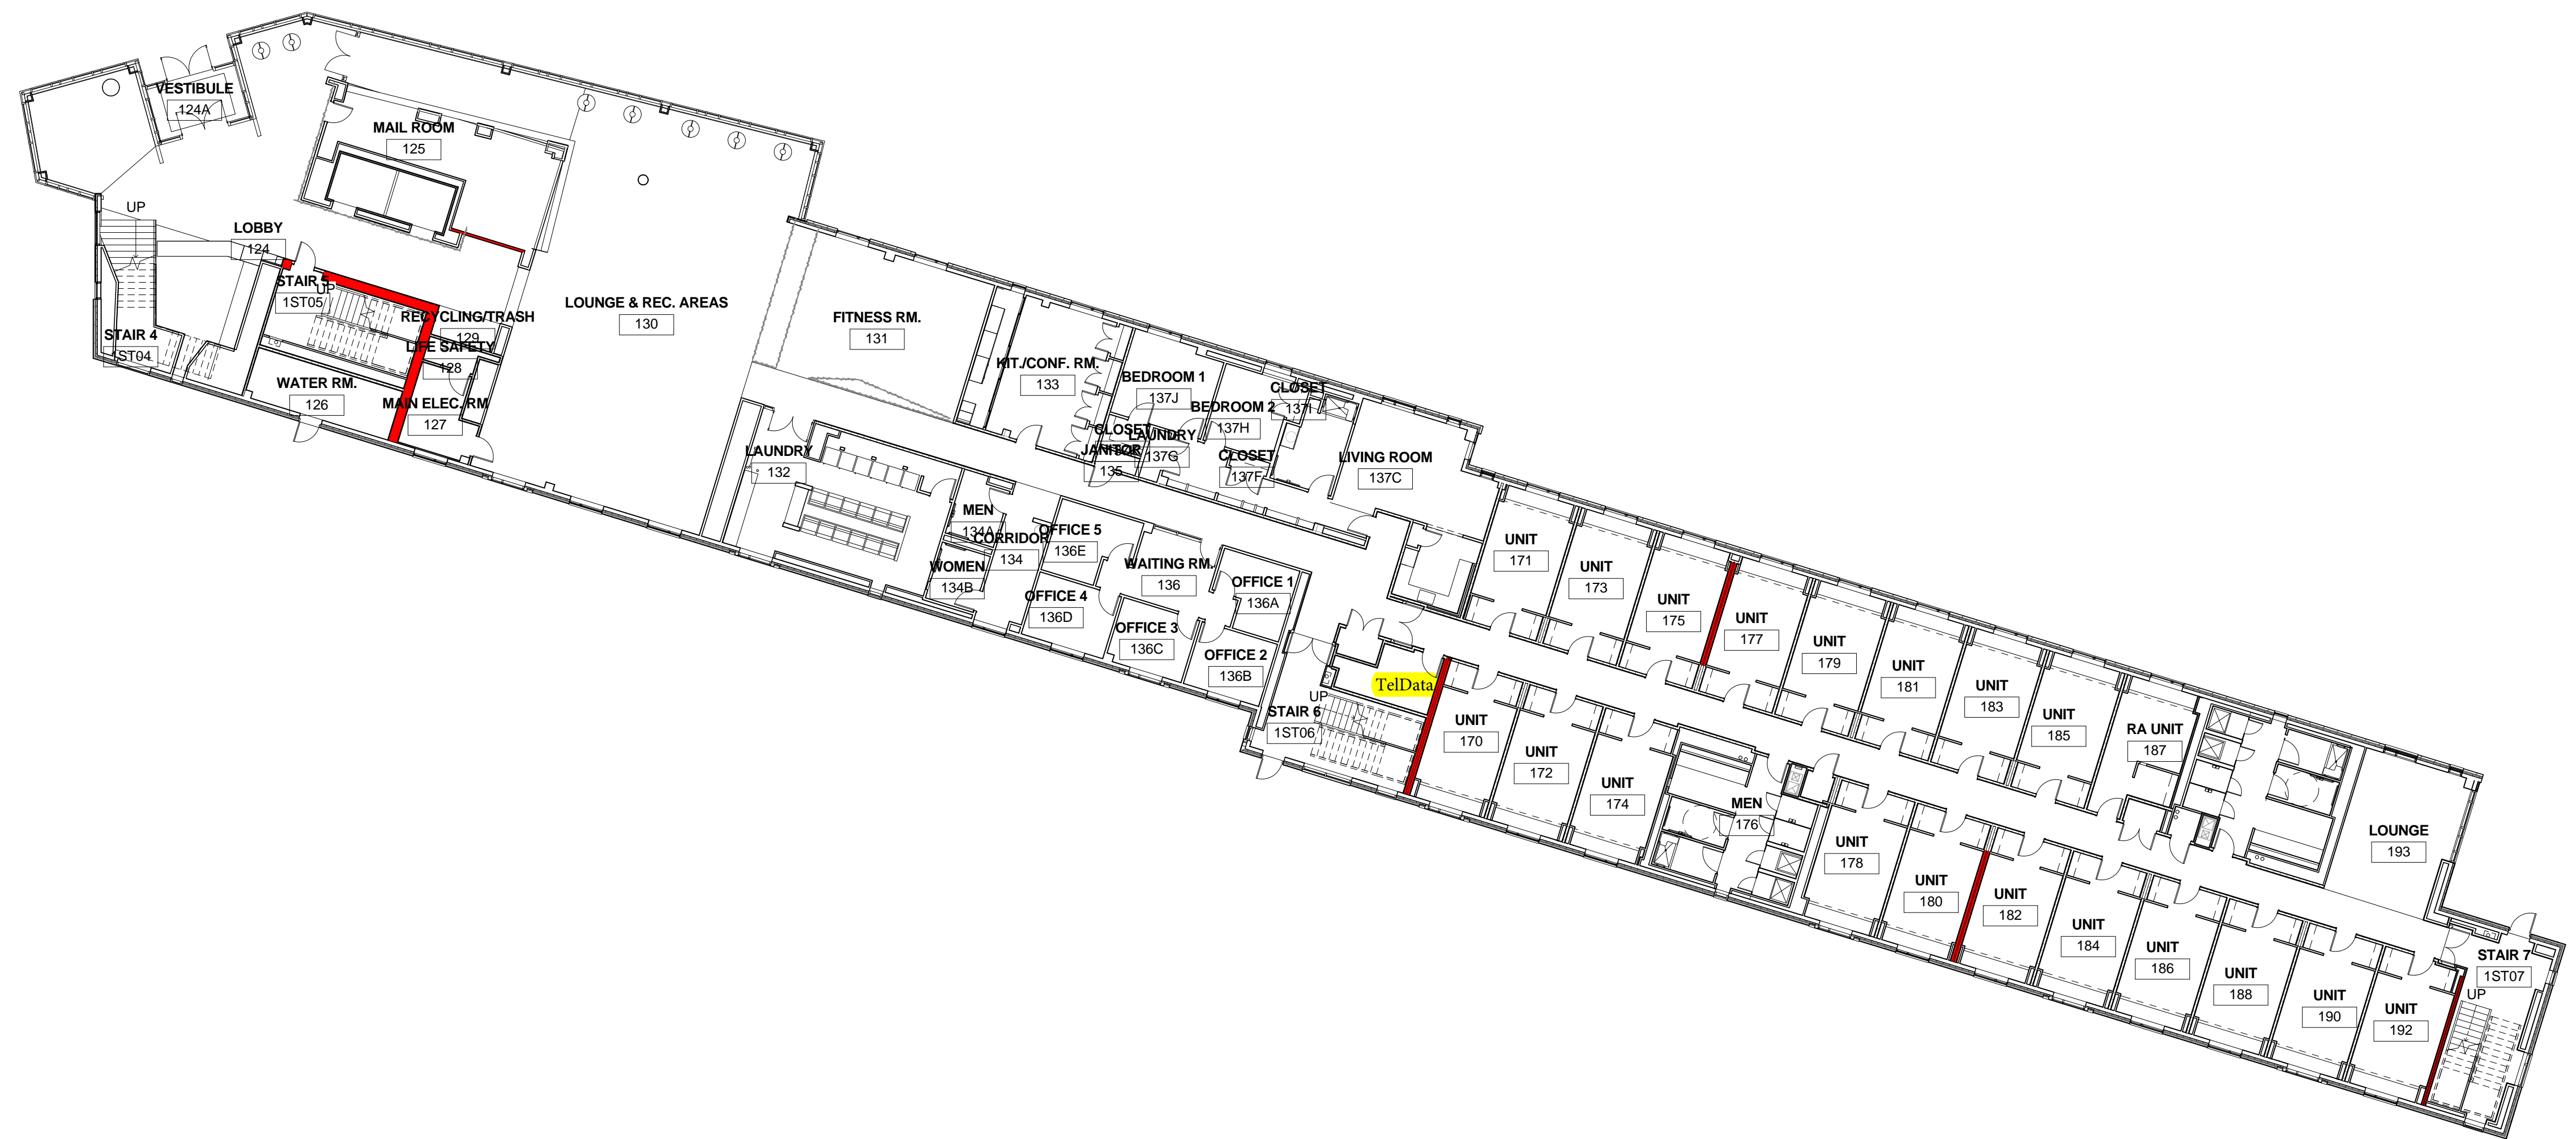 VESTIBULE
124A
MAIL ROOM
125
UP
LOBBY
124
STAIR 5
1ST05
UP
STAIR 4
1ST04
RECYCLING/TRASH
129
LIFE SAFETY
128
WATER RM.
126
MAIN ELEC. RM
127
LOUNGE & REC. AREAS
130
FITNESS RM.
131
LAUNDRY
132
KIT./CONF. RM.
133
BEDROOM 1
137J
BEDROOM 2
137H
CLOSET
137I
CLOSET
LAUNDRY
137G
JANITOR
135
CLOSET
137F
LIVING ROOM
137C
MEN
134A
CORRIDOR
134
WOMEN
134B
OFFICE 5
136E
OFFICE 4
136D
WAITING RM.
136
OFFICE 3
136C
OFFICE 1
136A
OFFICE 2
136B
TelData
UP
STAIR 6
1ST06
UNIT
171
UNIT
173
UNIT
175
UNIT
177
UNIT
179
UNIT
181
UNIT
183
UNIT
185
RA UNIT
187
UNIT
170
UNIT
172
UNIT
174
MEN
176
UNIT
178
UNIT
180
UNIT
182
UNIT
184
UNIT
186
UNIT
188
UNIT
190
UNIT
192
LOUNGE
193
STAIR 7
1ST07
UP